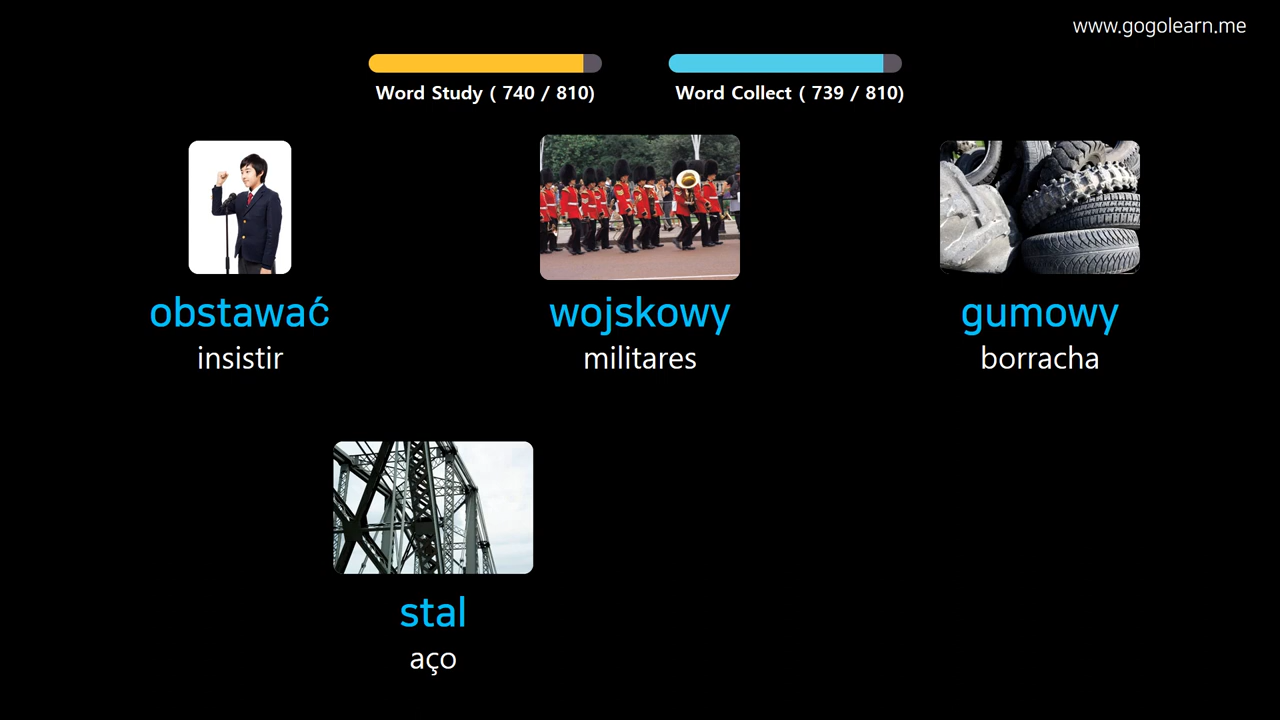 www.gogolearn.me
Word Study ( 740 / 810)
Word Collect ( 739 / 810)
obstawać
insistir
wojskowy
militares
gumowy
borracha
stal
aço